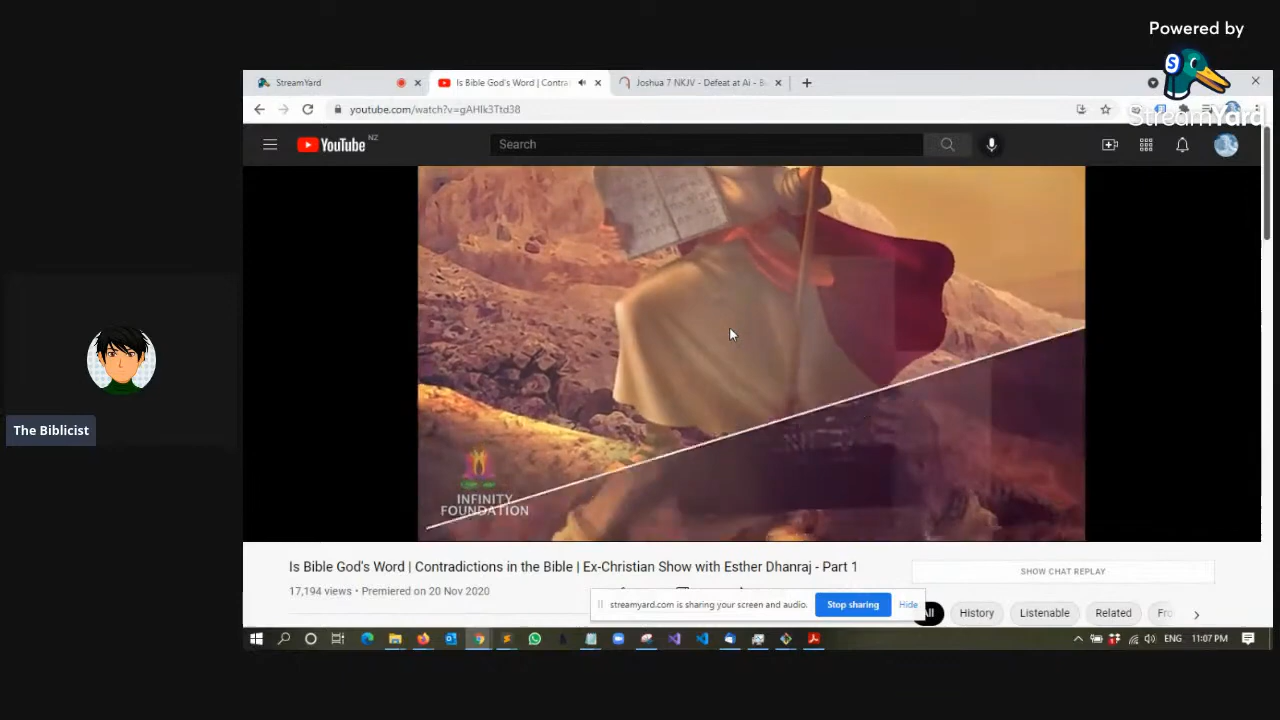 Powered by
StreamYard
StreamYard
Is Bible God's Word | Contra
Joshua 7 NKJV - Defeat at Ai - B
youtube.com/watch?v=gAHlk3Ttd38
YouTube NZ
Search
The Biblicist
INFINITY
FOUNDATION
Is Bible God's Word | Contradictions in the Bible | Ex-Christian Show with Esther Dhanraj - Part 1
SHOW CHAT REPLAY
17,194 views • Premiered on 20 Nov 2020
streamyard.com is sharing your screen and audio.
Stop sharing
Hide
All
History
Listenable
Related
Fro
ENG
11:07 PM